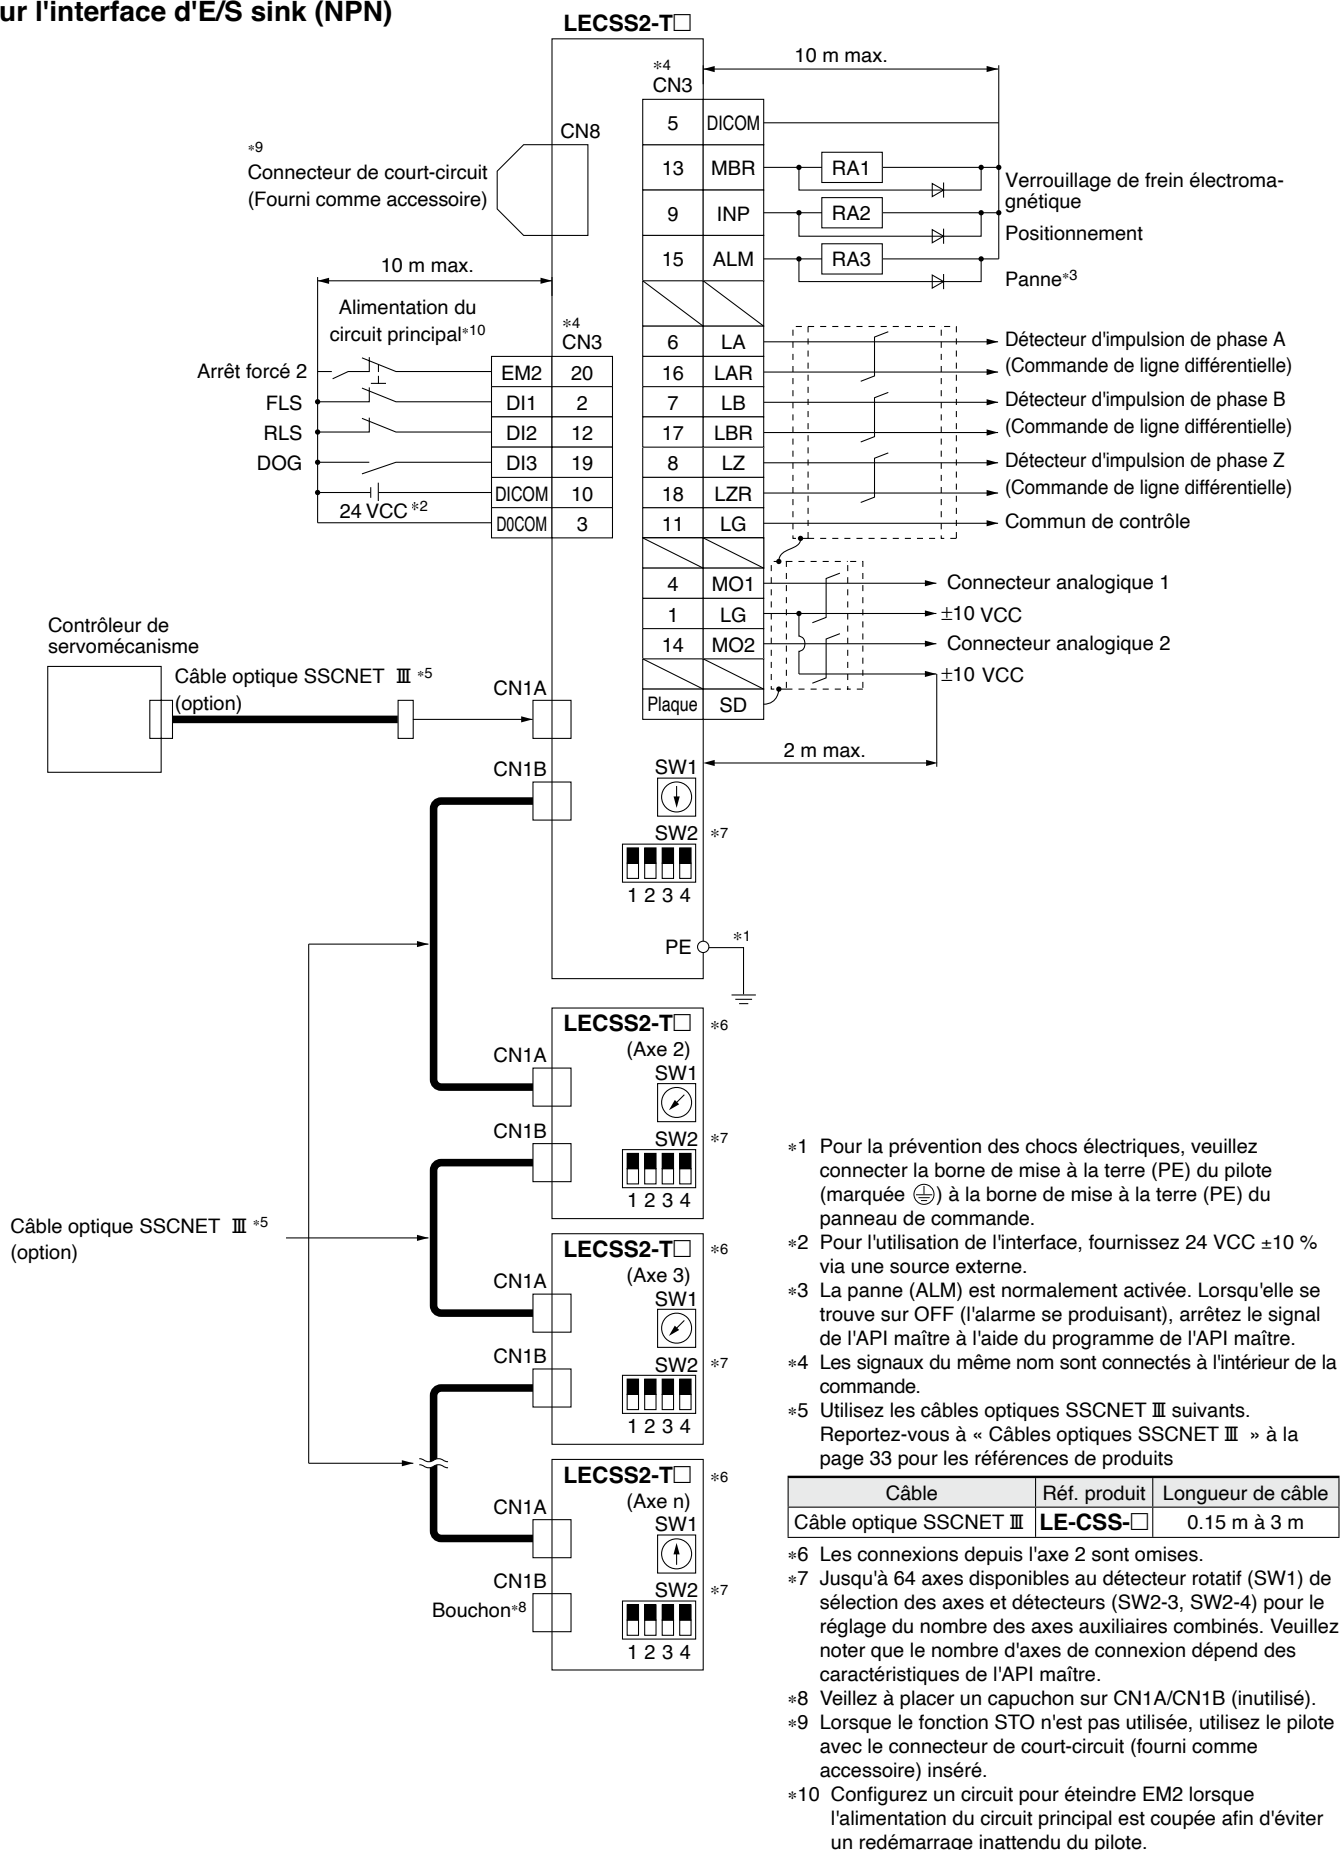 ur l'interface d'E/S sink (NPN)
LECSS2-T□
10 m max.
*4
CN3
5 DICOM
13 MBR RA1
9 INP RA2
15 ALM RA3
Verrouillage de frein électroma-
gnétique
Positionnement
Panne*3
CN8
*9
Connecteur de court-circuit
(Fourni comme accessoire)
10 m max.
Alimentation du
circuit principal*10
*4
CN3
Arrêt forcé 2 EM2 20
FLS DI1 2
RLS DI2 12
DOG DI3 19
DICOM 10
24 VCC *2
D0COM 3
6 LA Détecteur d'impulsion de phase A
16 LAR (Commande de ligne différentielle)
7 LB Détecteur d'impulsion de phase B
17 LBR (Commande de ligne différentielle)
8 LZ Détecteur d'impulsion de phase Z
18 LZR (Commande de ligne différentielle)
11 LG Commun de contrôle
4 MO1 Connecteur analogique 1
1 LG ±10 VCC
14 MO2 Connecteur analogique 2
±10 VCC
Plaque SD
2 m max.
Contrôleur de
servomécanisme
Câble optique SSCNET Ⅲ *5
(option)
CN1A
CN1B
SW1
SW2 *7
1 2 3 4
PE *1
LECSS2-T□ *6
(Axe 2)
CN1A
SW1
CN1B
SW2 *7
1 2 3 4
Câble optique SSCNET Ⅲ *5
(option)
LECSS2-T□ *6
(Axe 3)
CN1A
SW1
CN1B
SW2 *7
1 2 3 4
LECSS2-T□ *6
(Axe n)
CN1A
SW1
CN1B
Bouchon*8
SW2 *7
1 2 3 4
*1 Pour la prévention des chocs électriques, veuillez
connecter la borne de mise à la terre (PE) du pilote
(marquée ⏚) à la borne de mise à la terre (PE) du
panneau de commande.
*2 Pour l'utilisation de l'interface, fournissez 24 VCC ±10 %
via une source externe.
*3 La panne (ALM) est normalement activée. Lorsqu'elle se
trouve sur OFF (l'alarme se produisant), arrêtez le signal
de l'API maître à l'aide du programme de l'API maître.
*4 Les signaux du même nom sont connectés à l'intérieur de la
commande.
*5 Utilisez les câbles optiques SSCNET Ⅲ suivants.
Reportez-vous à « Câbles optiques SSCNET Ⅲ » à la
page 33 pour les références de produits
Câble Réf. produit Longueur de câble
Câble optique SSCNET Ⅲ LE-CSS-□ 0.15 m à 3 m
*6 Les connexions depuis l'axe 2 sont omises.
*7 Jusqu'à 64 axes disponibles au détecteur rotatif (SW1) de
sélection des axes et détecteurs (SW2-3, SW2-4) pour le
réglage du nombre des axes auxiliaires combinés. Veuillez
noter que le nombre d'axes de connexion dépend des
caractéristiques de l'API maître.
*8 Veillez à placer un capuchon sur CN1A/CN1B (inutilisé).
*9 Lorsque le fonction STO n'est pas utilisée, utilisez le pilote
avec le connecteur de court-circuit (fourni comme
accessoire) inséré.
*10 Configurez un circuit pour éteindre EM2 lorsque
l'alimentation du circuit principal est coupée afin d'éviter
un redémarrage inattendu du pilote.